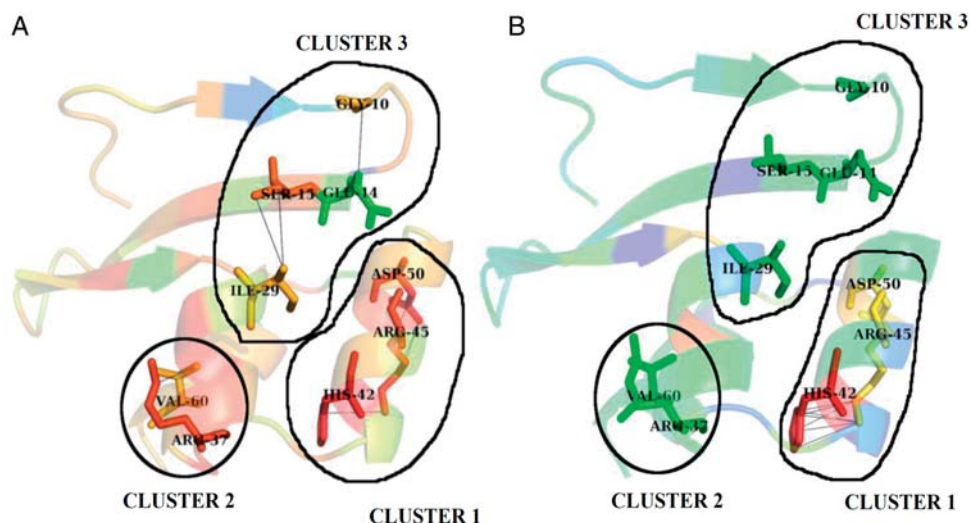 A
CLUSTER 3
GLY-10
SER-15
GLU-14
ILE-29
ASP-50
ARG-45
HIS-42
VAL-60
ARG-37
CLUSTER 2
CLUSTER 1
B
CLUSTER 3
GLY-10
SER-15
GLU-14
ILE-29
ASP-50
ARG-45
HIS-42
VAL-60
ARG-37
CLUSTER 2
CLUSTER 1